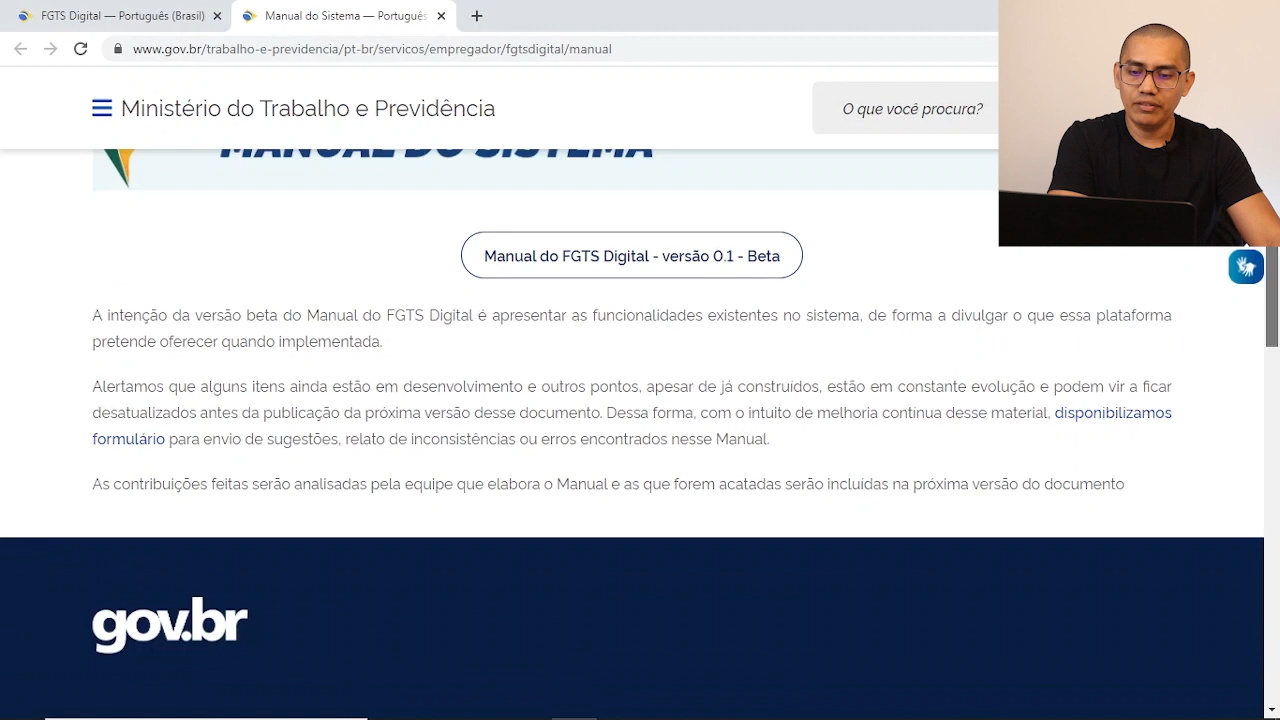 FGTS Digital — Português (Brasil)
Manual do Sistema — Português
www.gov.br/trabalho-e-previdencia/pt-br/servicos/empregador/fgtsdigital/manual
Ministério do Trabalho e Previdência
O que você procura?
MANUAL DO SISTEMA
Manual do FGTS Digital - versão 0.1 - Beta
A intenção da versão beta do Manual do FGTS Digital é apresentar as funcionalidades existentes no sistema, de forma a divulgar o que essa plataforma
pretende oferecer quando implementada.
Alertamos que alguns itens ainda estão em desenvolvimento e outros pontos, apesar de já construídos, estão em constante evolução e podem vir a ficar
desatualizados antes da publicação da próxima versão desse documento. Dessa forma, com o intuito de melhoria contínua desse material, disponibilizamos
formulário para envio de sugestões, relato de inconsistências ou erros encontrados nesse Manual.
As contribuições feitas serão analisadas pela equipe que elabora o Manual e as que forem acatadas serão incluídas na próxima versão do documento
gov.br